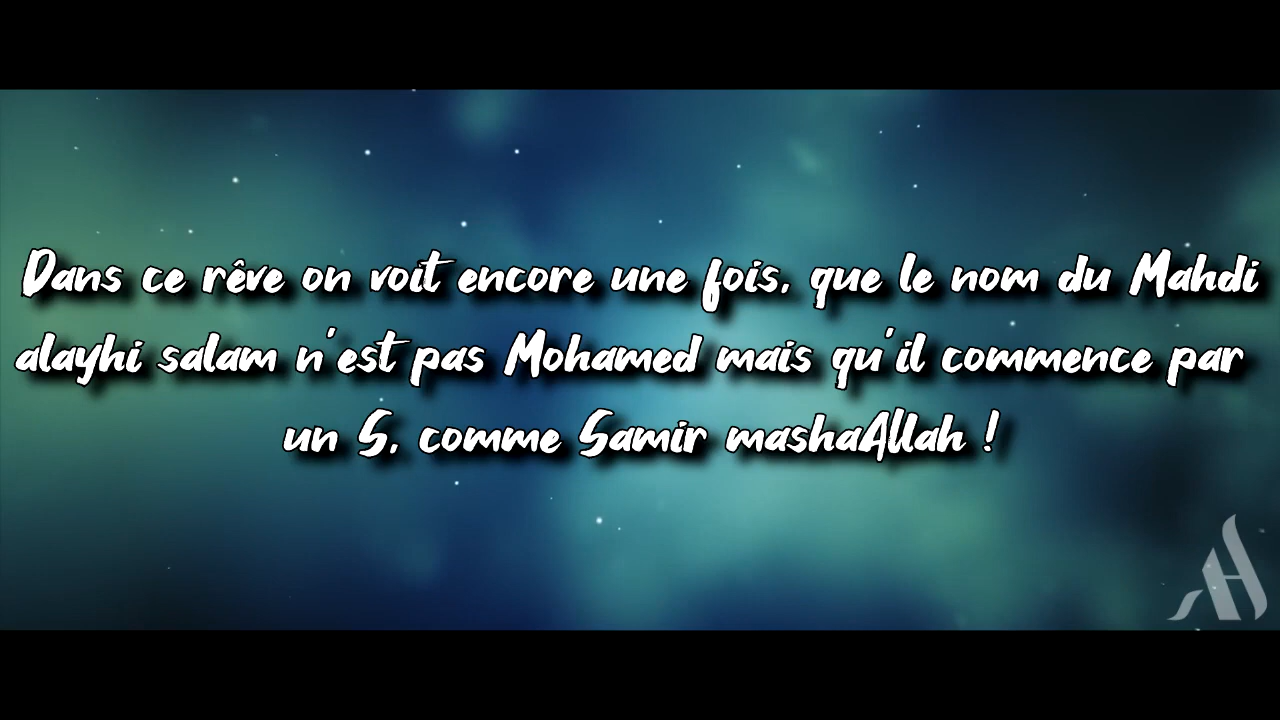 Dans ce rêve on voit encore une fois, que le nom du Mahdi
alayhi salam n'est pas Mohamed mais qu'il commence par
un S, comme Samir mashaAllah !